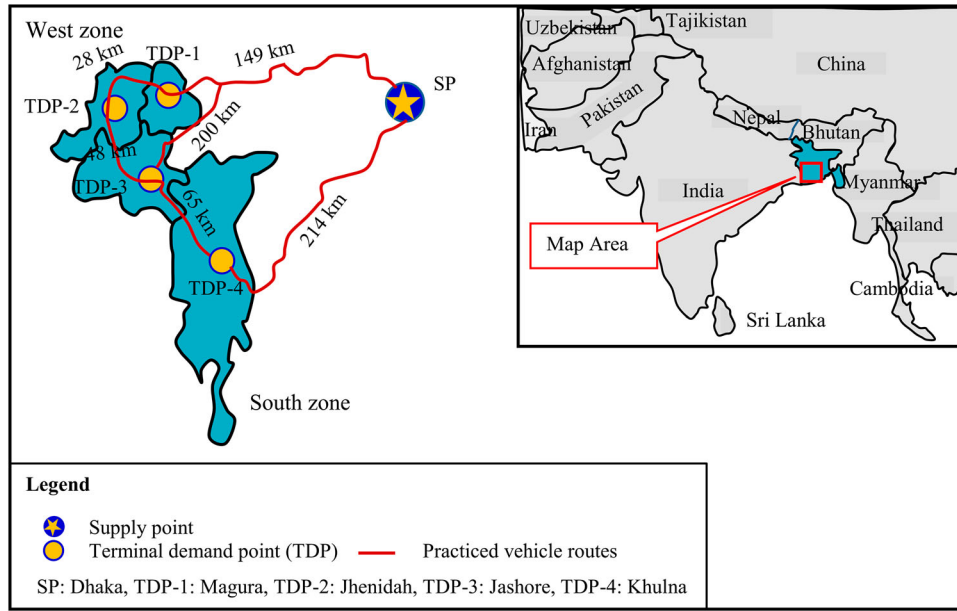 West zone
28 km
TDP-1
149 km
SP
TDP-2
200 km
48 km
TDP-3
65 km
214 km
TDP-4
South zone
Uzbekistan
Tajikistan
Afghanistan
China
Pakistan
Iran
Nepal
Bhutan
India
Myanmar
Thailand
Map Area
Cambodia
Sri Lanka
Legend
Supply point
Terminal demand point (TDP)
Practiced vehicle routes
SP: Dhaka, TDP-1: Magura, TDP-2: Jhenidah, TDP-3: Jashore, TDP-4: Khulna